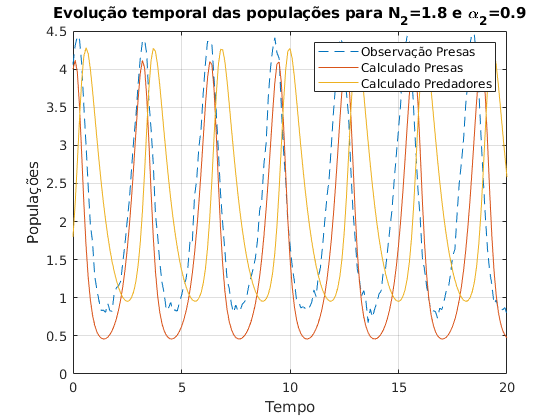 Evolução temporal das populações para N₂=1.8 e α₂=0.9
Observação Presas
Calculado Presas
Calculado Predadores
Populações
4.5
4
3.5
3
2.5
2
1.5
1
0.5
0
0 5 10 15 20
Tempo